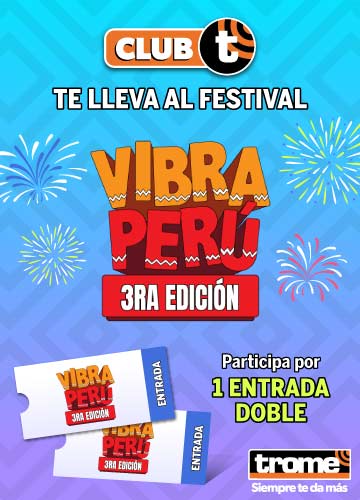 CLUB t
TE LLEVA AL FESTIVAL
VIBRA
PERÚ
3RA EDICIÓN
Participa por
1 ENTRADA
DOBLE
VIBRA
PERÚ
3RA EDICIÓN
ENTRADA
VIBRA
PERÚ
3RA EDICIÓN
ENTRADA
trome
Siempre te da más